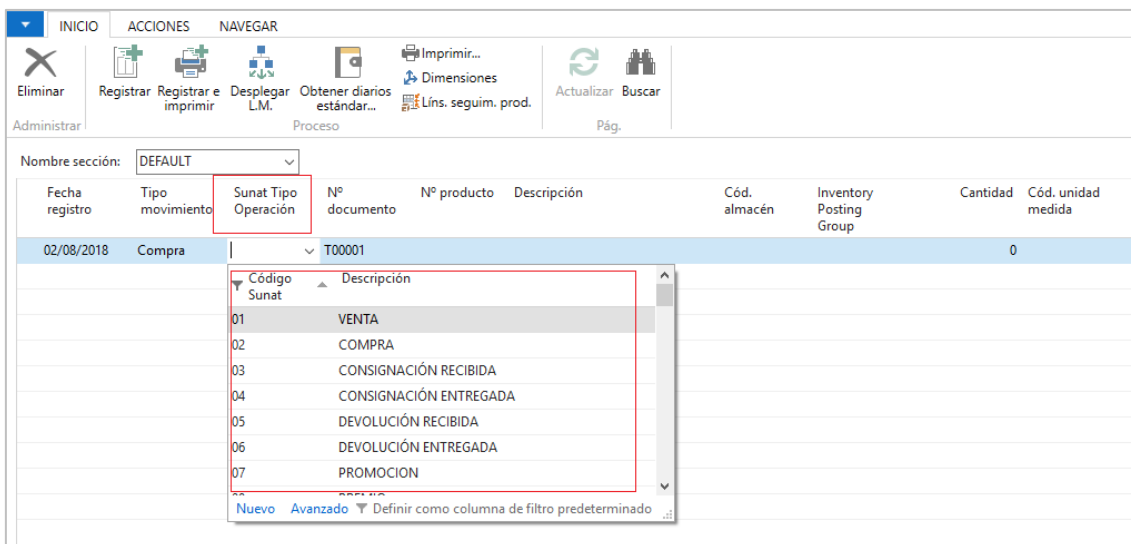 INICIO ACCIONES NAVEGAR
Eliminar
Registrar
Registrar e imprimir
Desplegar L.M.
Obtener diarios estándar...
Imprimir...
Dimensiones
Líns. seguim. prod.
Actualizar
Buscar
Administrar Proceso Pág.
Nombre sección: DEFAULT
Fecha registro
Tipo movimiento
Sunat Tipo Operación
Nº documento
Nº producto
Descripción
Cód. almacén
Inventory Posting Group
Cantidad
Cód. unidad medida
02/08/2018 Compra T00001 0
Código Sunat
Descripción
01 VENTA
02 COMPRA
03 CONSIGNACIÓN RECIBIDA
04 CONSIGNACIÓN ENTREGADA
05 DEVOLUCIÓN RECIBIDA
06 DEVOLUCIÓN ENTREGADA
07 PROMOCION
Nuevo Avanzado Definir como columna de filtro predeterminado